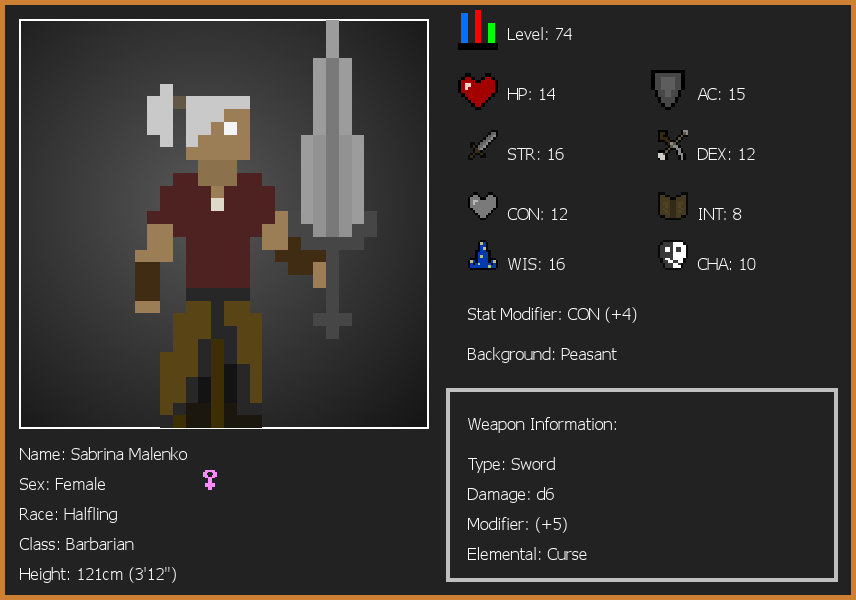 Level: 74
HP: 14
AC: 15
STR: 16
DEX: 12
CON: 12
INT: 8
WIS: 16
CHA: 10
Stat Modifier: CON (+4)
Background: Peasant
Weapon Information:
Type: Sword
Damage: d6
Modifier: (+5)
Elemental: Curse
Name: Sabrina Malenko
Sex: Female
Race: Halfling
Class: Barbarian
Height: 121cm (3'12")